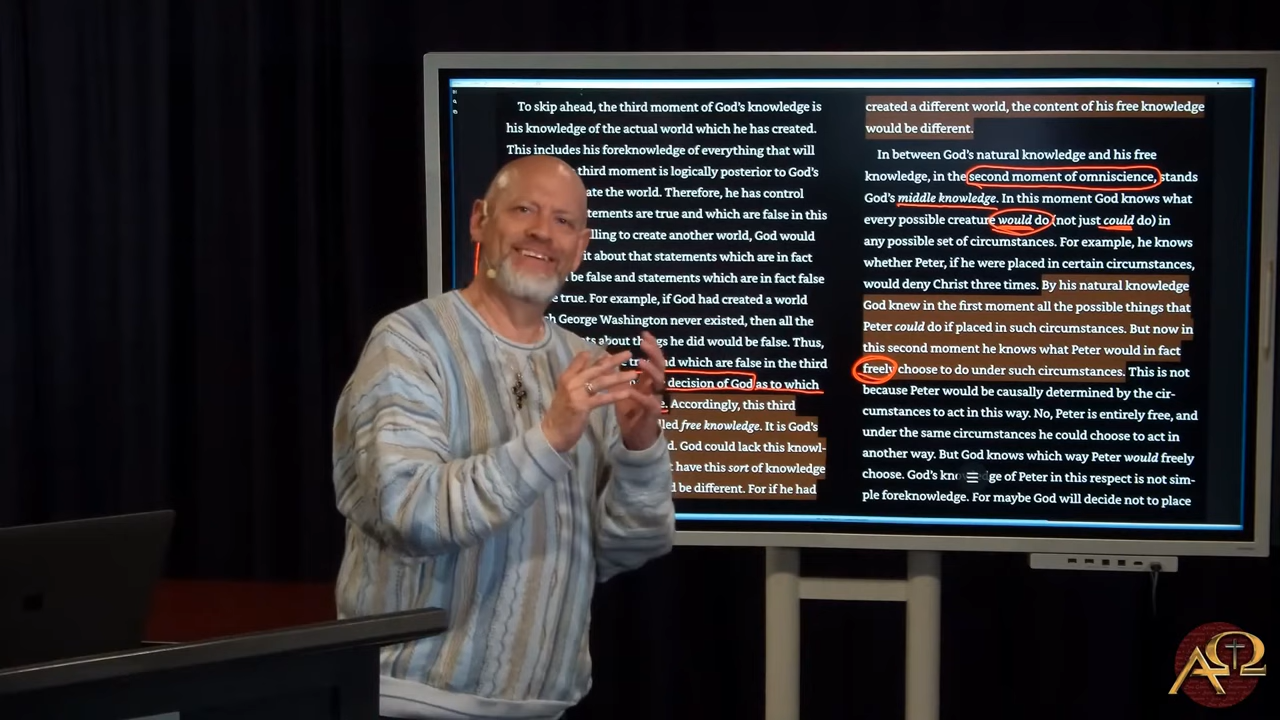 To skip ahead, the third moment of God's knowledge is
his knowledge of the actual world which he has created.
This includes his foreknowledge of everything that will
third moment is logically posterior to God's
ate the world. Therefore, he has control
tements are true and which are false in this
lling to create another world, God would
it about that statements which are in fact
be false and statements which are in fact false
true. For example, if God had created a world
George Washington never existed, then all the
about things he did would be false. Thus,
and which are false in the third
decision of God as to which
Accordingly, this third
lled free knowledge. It is God's
God could lack this knowl-
have this sort of knowledge
be different. For if he had
created a different world, the content of his free knowledge
would be different.
In between God's natural knowledge and his free
knowledge, in the second moment of omniscience, stands
God's middle knowledge. In this moment God knows what
every possible creature would do (not just could do) in
any possible set of circumstances. For example, he knows
whether Peter, if he were placed in certain circumstances,
would deny Christ three times. By his natural knowledge
God knew in the first moment all the possible things that
Peter could do if placed in such circumstances. But now in
this second moment he knows what Peter would in fact
freely choose to do under such circumstances. This is not
because Peter would be causally determined by the cir-
cumstances to act in this way. No, Peter is entirely free, and
under the same circumstances he could choose to act in
another way. But God knows which way Peter would freely
choose. God's kn ge of Peter in this respect is not sim-
ple foreknowledge. For maybe God will decide not to place
ΑΩ